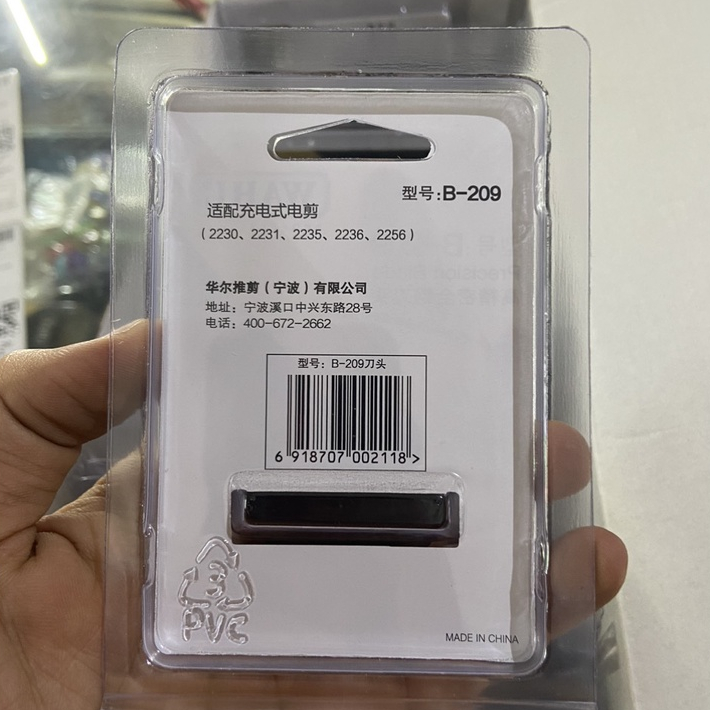 型号:B-209
适配充电式电剪
(2230、2231、2235、2236、2256)
华尔推剪(宁波)有限公司
地址:宁波溪口中兴东路28号
电话:400-672-2662
型号:B-209刀头
6 918707 002118 >
3
PVC
MADE IN CHINA